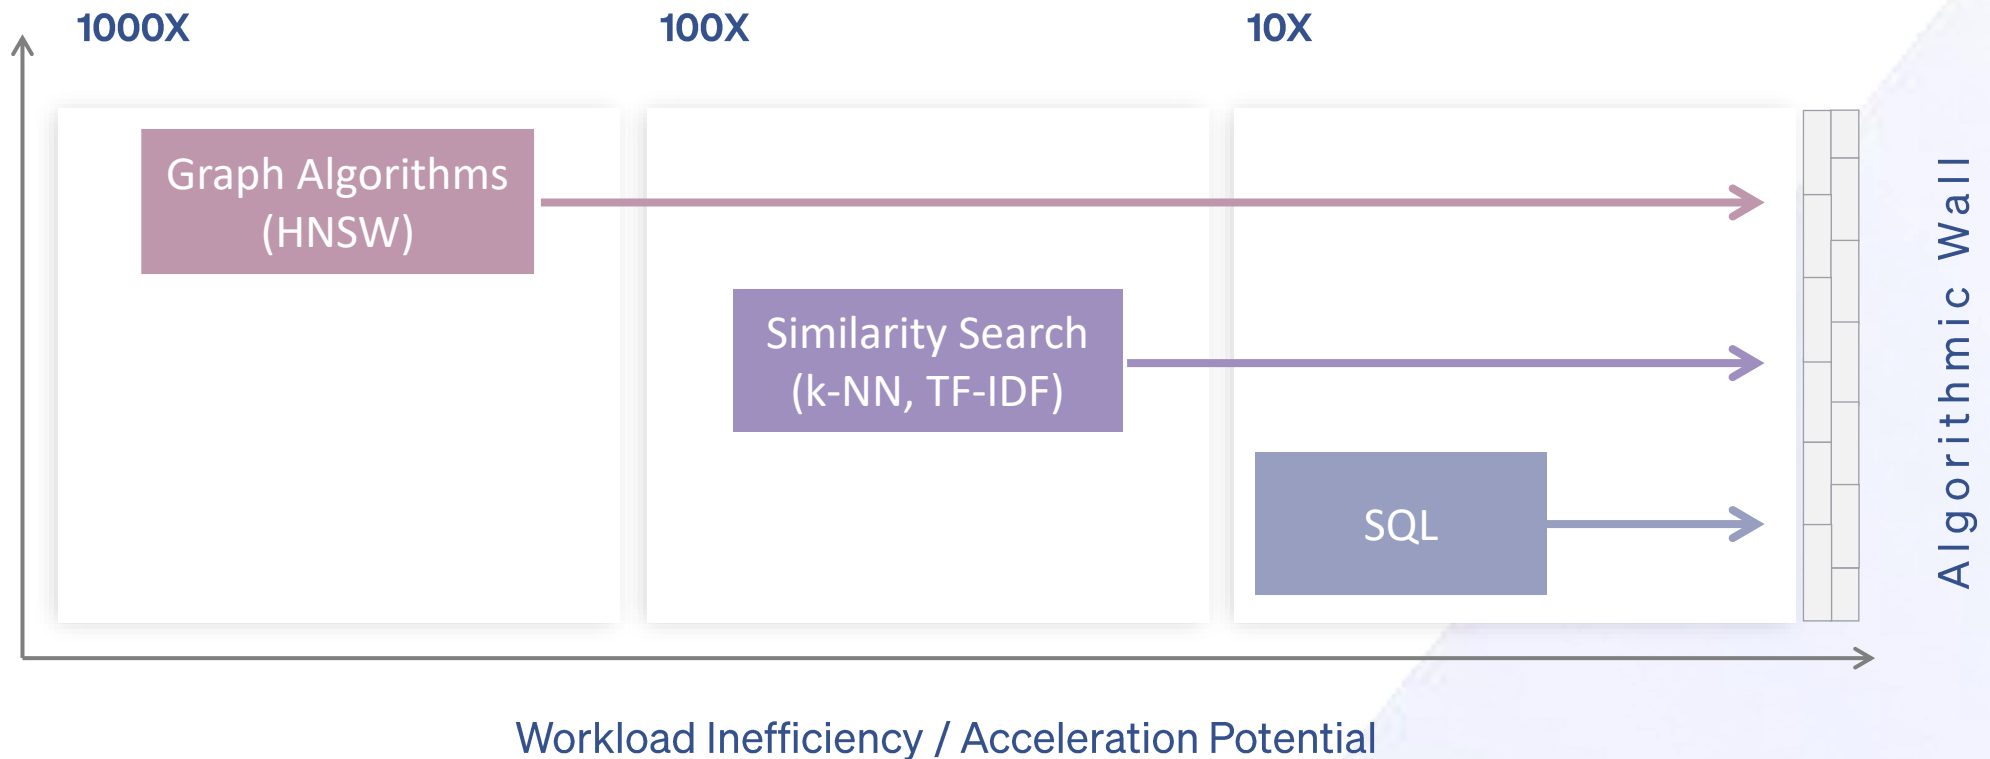 1000X
100X
10X
Graph Algorithms
(HNSW)
Similarity Search
(k-NN, TF-IDF)
SQL
Algorithmic Wall
Workload Inefficiency / Acceleration Potential